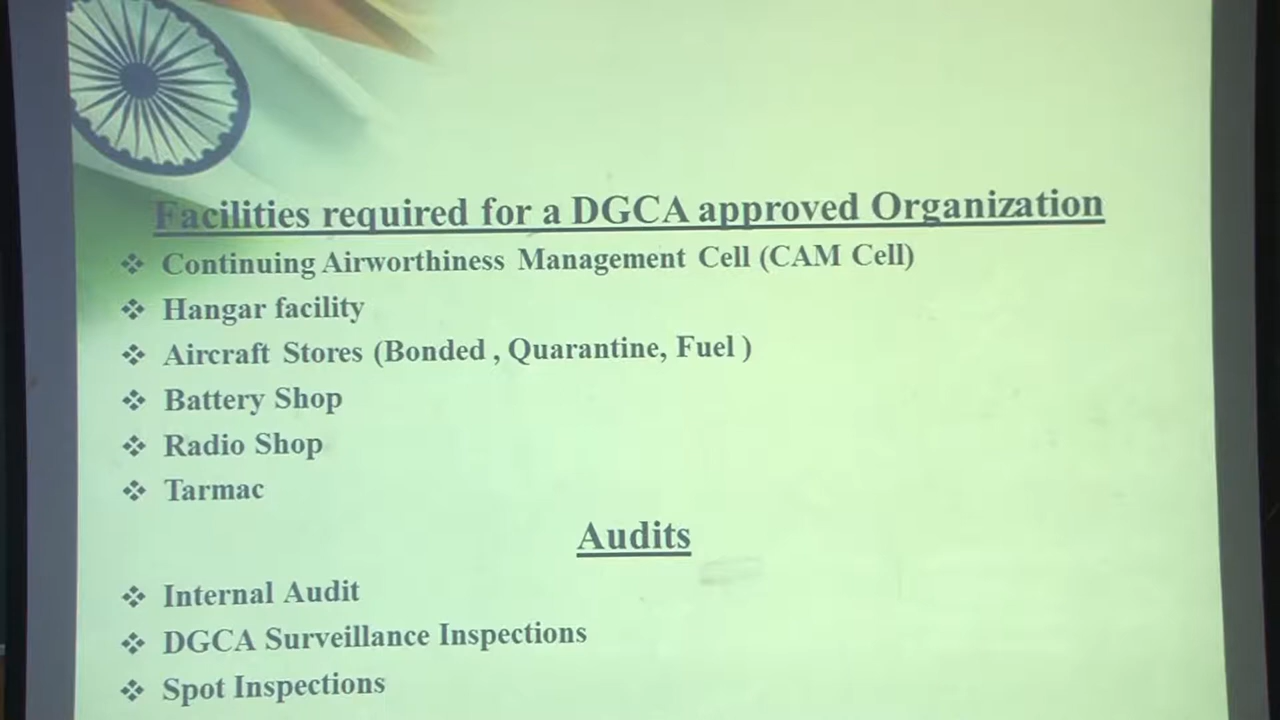 Facilities required for a DGCA approved Organization
❖ Continuing Airworthiness Management Cell (CAM Cell)
❖ Hangar facility
❖ Aircraft Stores (Bonded , Quarantine, Fuel )
❖ Battery Shop
❖ Radio Shop
❖ Tarmac
Audits
❖ Internal Audit
❖ DGCA Surveillance Inspections
❖ Spot Inspections